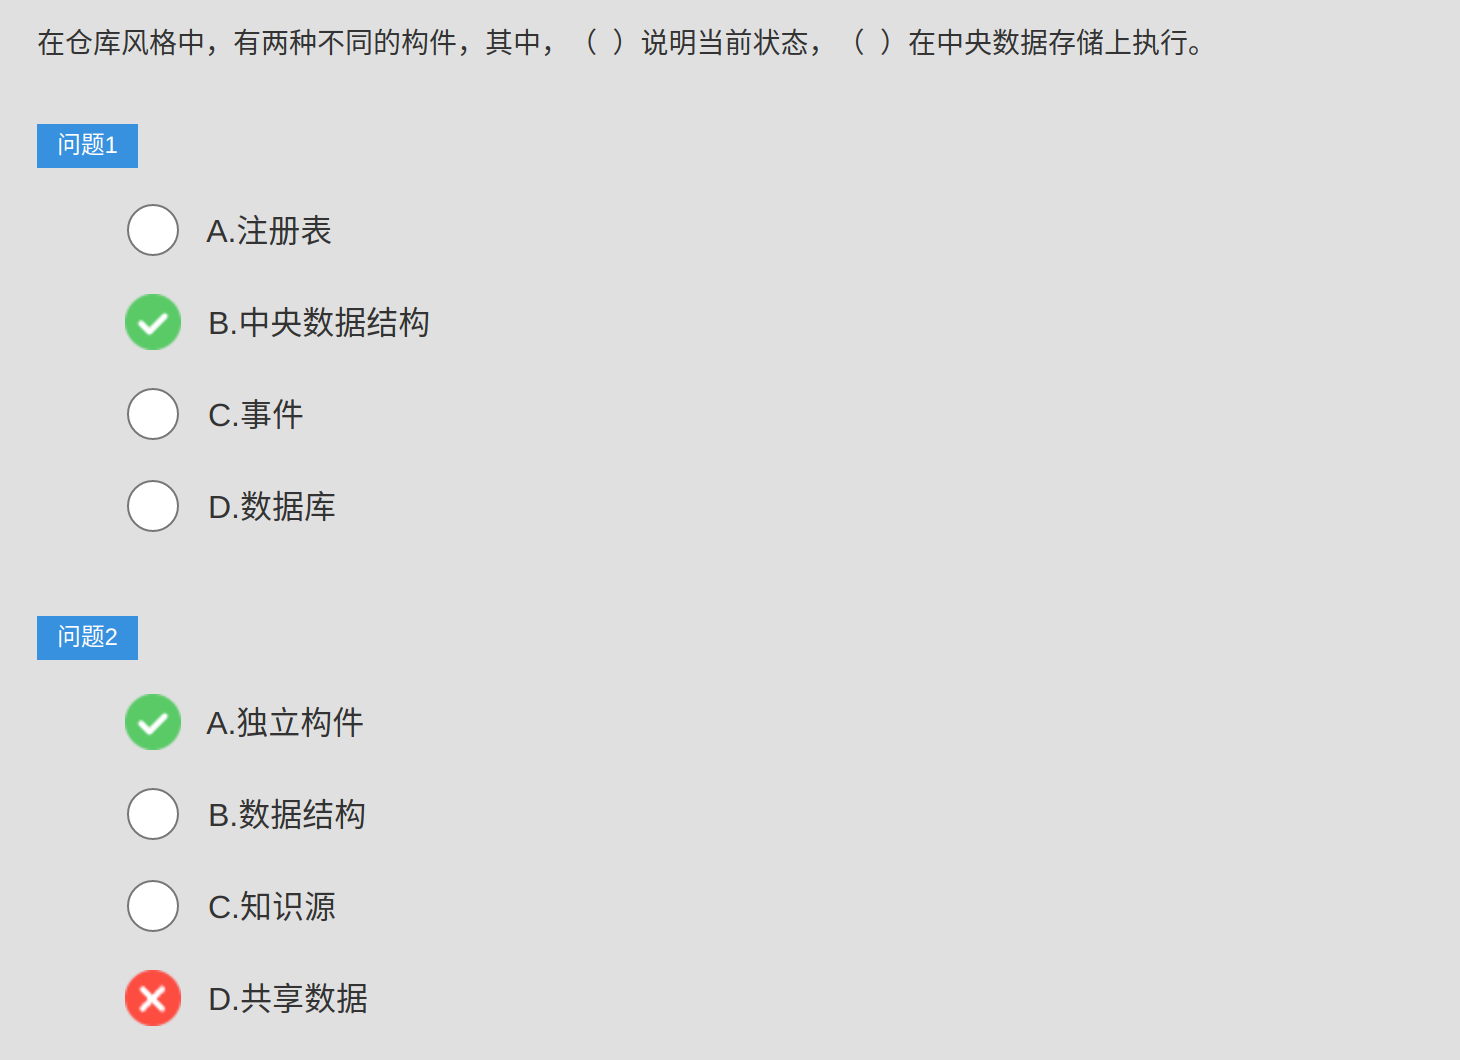 在仓库风格中，有两种不同的构件，其中，（ ）说明当前状态，（ ）在中央数据存储上执行。
问题1
A.注册表
B.中央数据结构
C.事件
D.数据库
问题2
A.独立构件
B.数据结构
C.知识源
D.共享数据